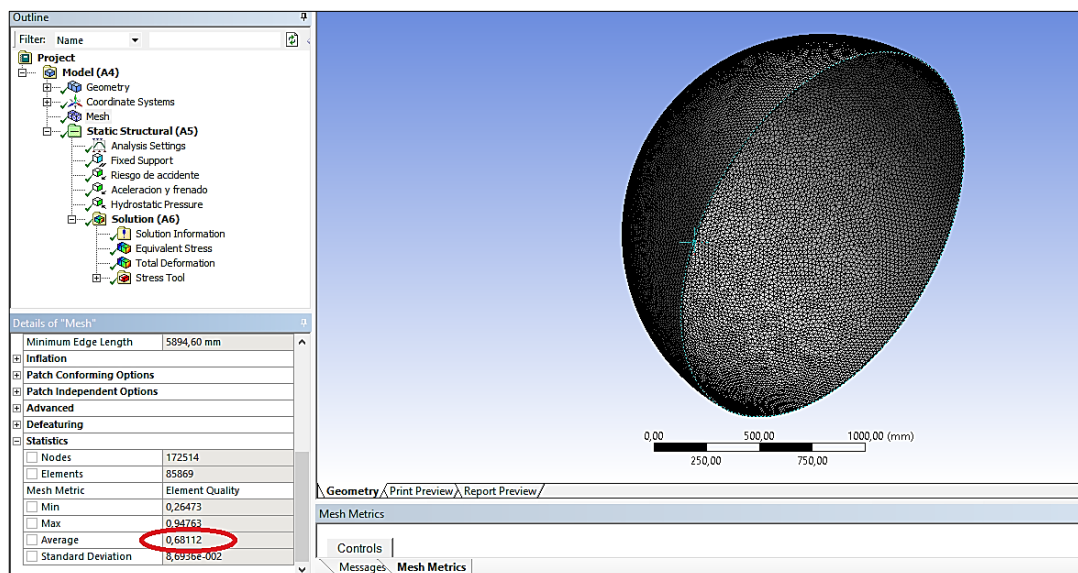 Outline
Filter: Name
Project
Model (A4)
Geometry
Coordinate Systems
Mesh
Static Structural (A5)
Analysis Settings
Fixed Support
Riesgo de accidente
Aceleracion y frenado
Hydrostatic Pressure
Solution (A6)
Solution Information
Equivalent Stress
Total Deformation
Stress Tool
Details of "Mesh"
Minimum Edge Length 5894,60 mm
Inflation
Patch Conforming Options
Patch Independent Options
Advanced
Defeaturing
Statistics
Nodes 172514
Elements 85869
Mesh Metric Element Quality
Min 0,26473
Max 0,94763
Average 0,68112
Standard Deviation 8,6936e-002
0,00 500,00 1000,00 (mm)
250,00 750,00
Geometry Print Preview Report Preview
Mesh Metrics
Controls
Messages Mesh Metrics